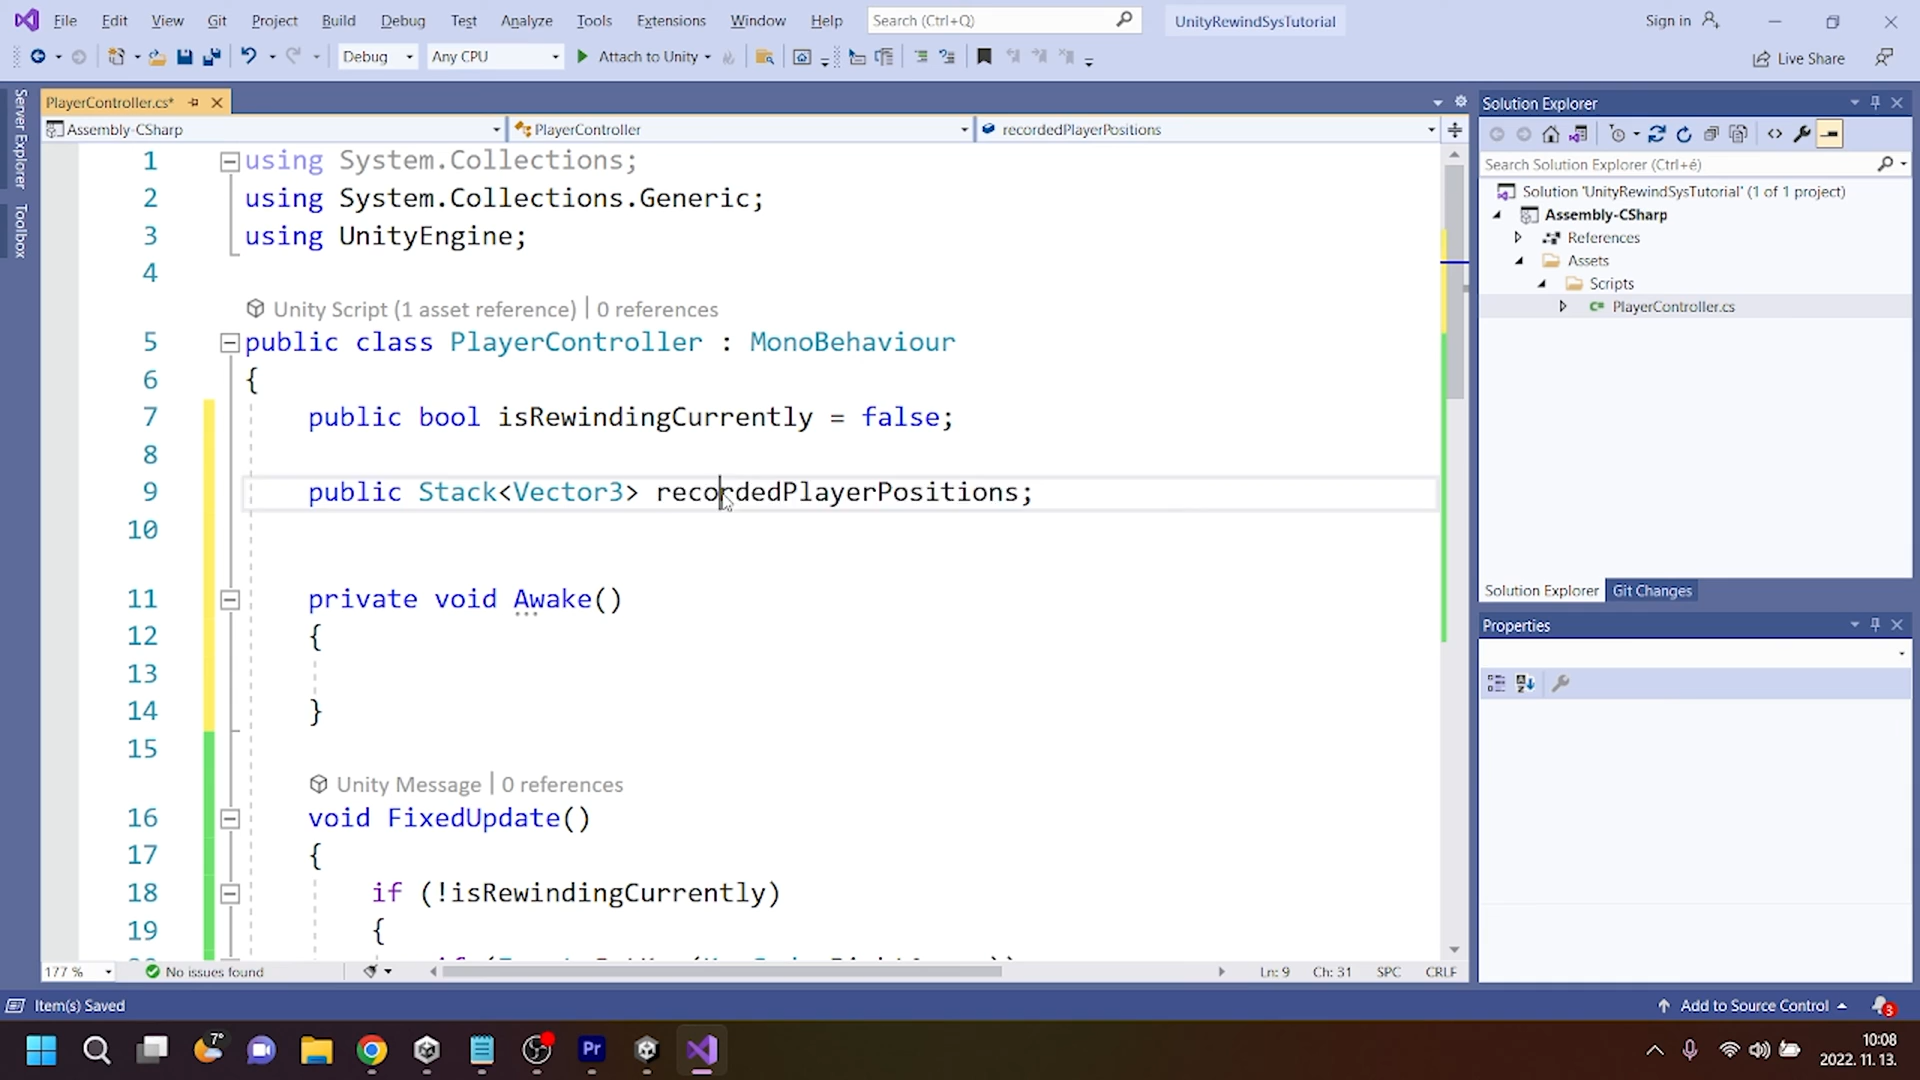 File Edit View Git Project Build Debug Test Analyze Tools Extensions Window Help Search (Ctrl+Q) UnityRewindSysTutorial Sign in
Debug Any CPU Attach to Unity Live Share
Server Explorer
Toolbox
PlayerController.cs*
Assembly-CSharp PlayerController recordedPlayerPositions
1 using System.Collections;
2 using System.Collections.Generic;
3 using UnityEngine;
4
Unity Script (1 asset reference) | 0 references
5 public class PlayerController : MonoBehaviour
6 {
7 public bool isRewindingCurrently = false;
8
9 public Stack<Vector3> recordedPlayerPositions;
10
11 private void Awake()
12 {
13
14 }
15
Unity Message | 0 references
16 void FixedUpdate()
17 {
18 if (!isRewindingCurrently)
19 {
177 % No issues found Ln: 9 Ch: 31 SPC CRLF
Solution Explorer
Search Solution Explorer (Ctrl+é)
Solution 'UnityRewindSysTutorial' (1 of 1 project)
Assembly-CSharp
References
Assets
Scripts
PlayerController.cs
Solution Explorer Git Changes
Properties
Item(s) Saved Add to Source Control 3
7°
Pr
10:08
2022. 11. 13.